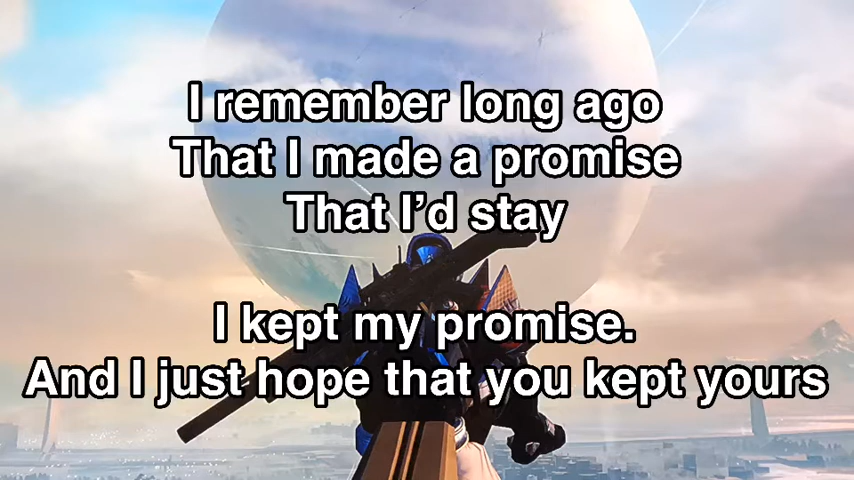 I remember long ago
That I made a promise
That I’d stay
I kept my promise.
And I just hope that you kept yours